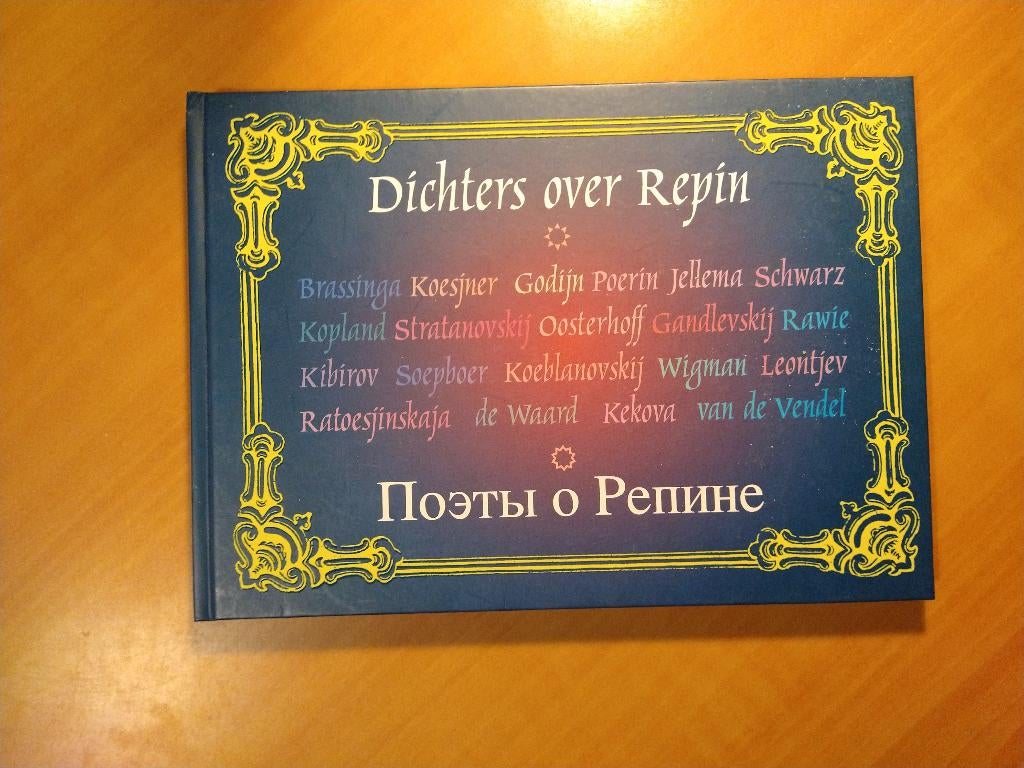 Dichters over Repin
Brassinga Koesjner Godijn Poerin Jellema Schwarz
Kopland Stratanovskij Oosterhoff Gandlevskij Rawie
Kibirov Soepboer Koeblanovskij Wigman Leontjev
Ratoesjinskaja de Waard Kekova van de Vendel
Поэты о Репине